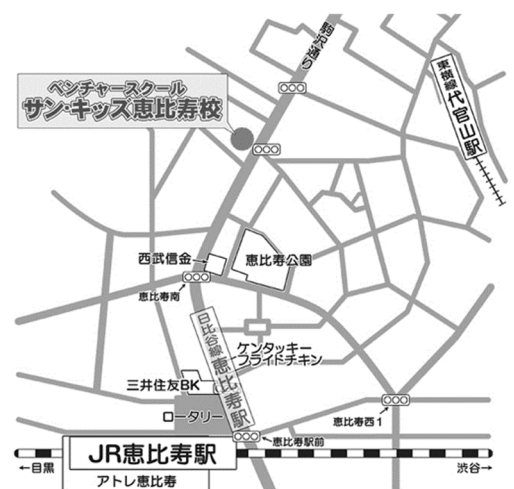 駒沢通り
ベンチャースクール
サン・キッズ恵比寿校
東横線
代官山駅
西武信金
恵比寿公園
恵比寿南
日比谷線
恵比寿駅
ケンタッキー
フライドチキン
三井住友BK
ロータリー
恵比寿西1
恵比寿駅前
JR恵比寿駅
←目黒
渋谷→
アトレ恵比寿